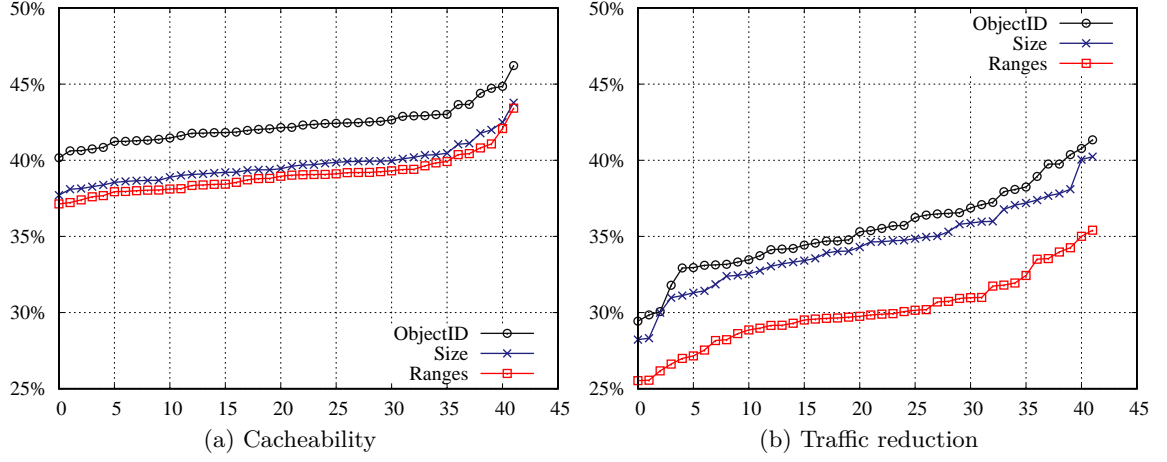 50%
45%
40%
35%
30%
25%
0 5 10 15 20 25 30 35 40 45
ObjectID
Size
Ranges
(a) Cacheability
50%
45%
40%
35%
30%
25%
0 5 10 15 20 25 30 35 40 45
ObjectID
Size
Ranges
(b) Traffic reduction